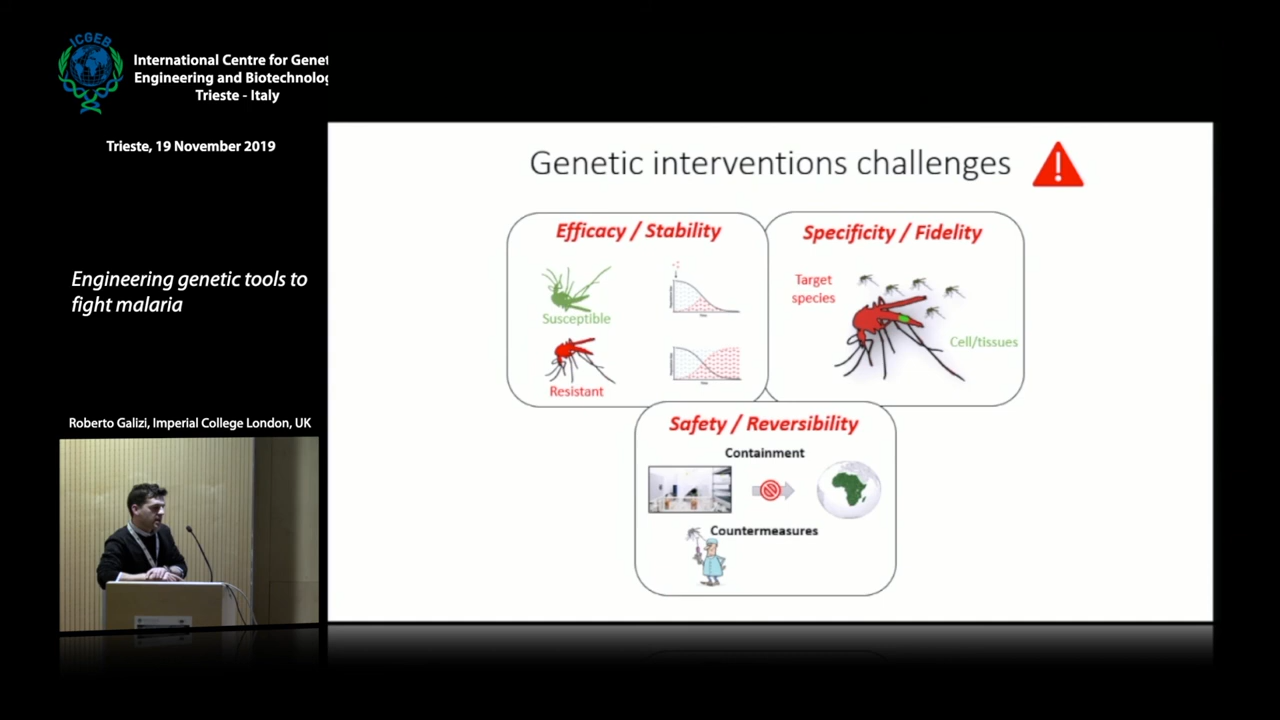 ICGEB
International Centre for Genet
Engineering and Biotechnolog
Trieste - Italy
Trieste, 19 November 2019
Engineering genetic tools to
fight malaria
Roberto Galizi, Imperial College London, UK
Genetic interventions challenges
Efficacy / Stability
Susceptible
Resistant
Specificity / Fidelity
Target
species
Cell/tissues
Safety / Reversibility
Containment
Countermeasures